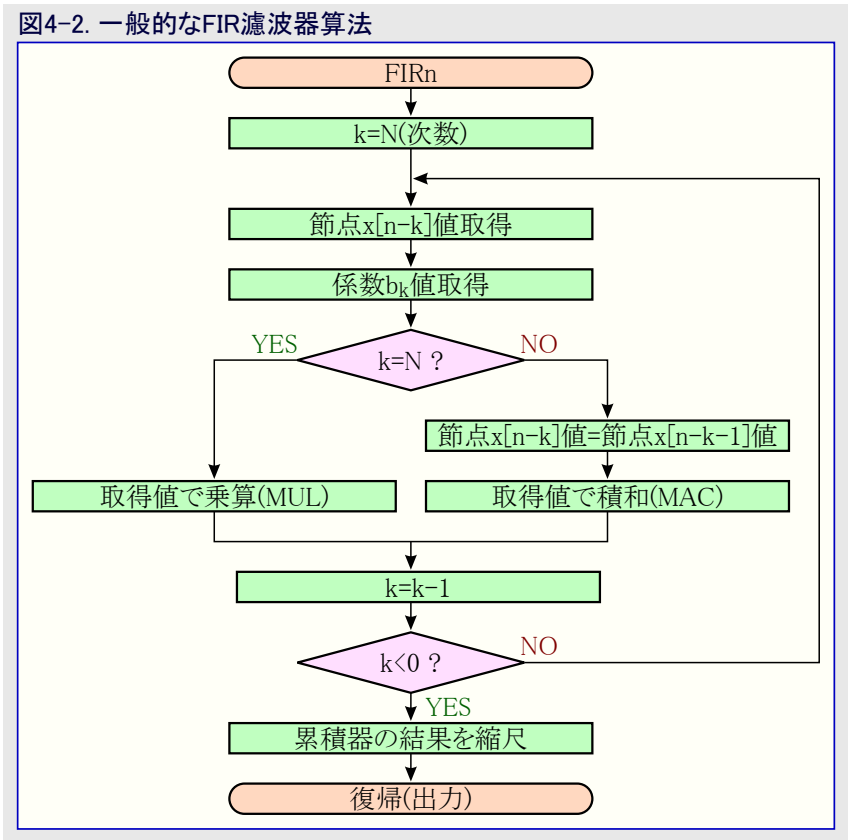 図4-2. 一般的なFIR濾波器算法
FIRn
k=N(次数)
節点x[n-k]値取得
係数bk値取得
YES
k=N ?
NO
節点x[n-k]値=節点x[n-k-1]値
取得値で乗算(MUL)
取得値で積和(MAC)
k=k-1
k<0 ?
NO
YES
累積器の結果を縮尺
復帰(出力)